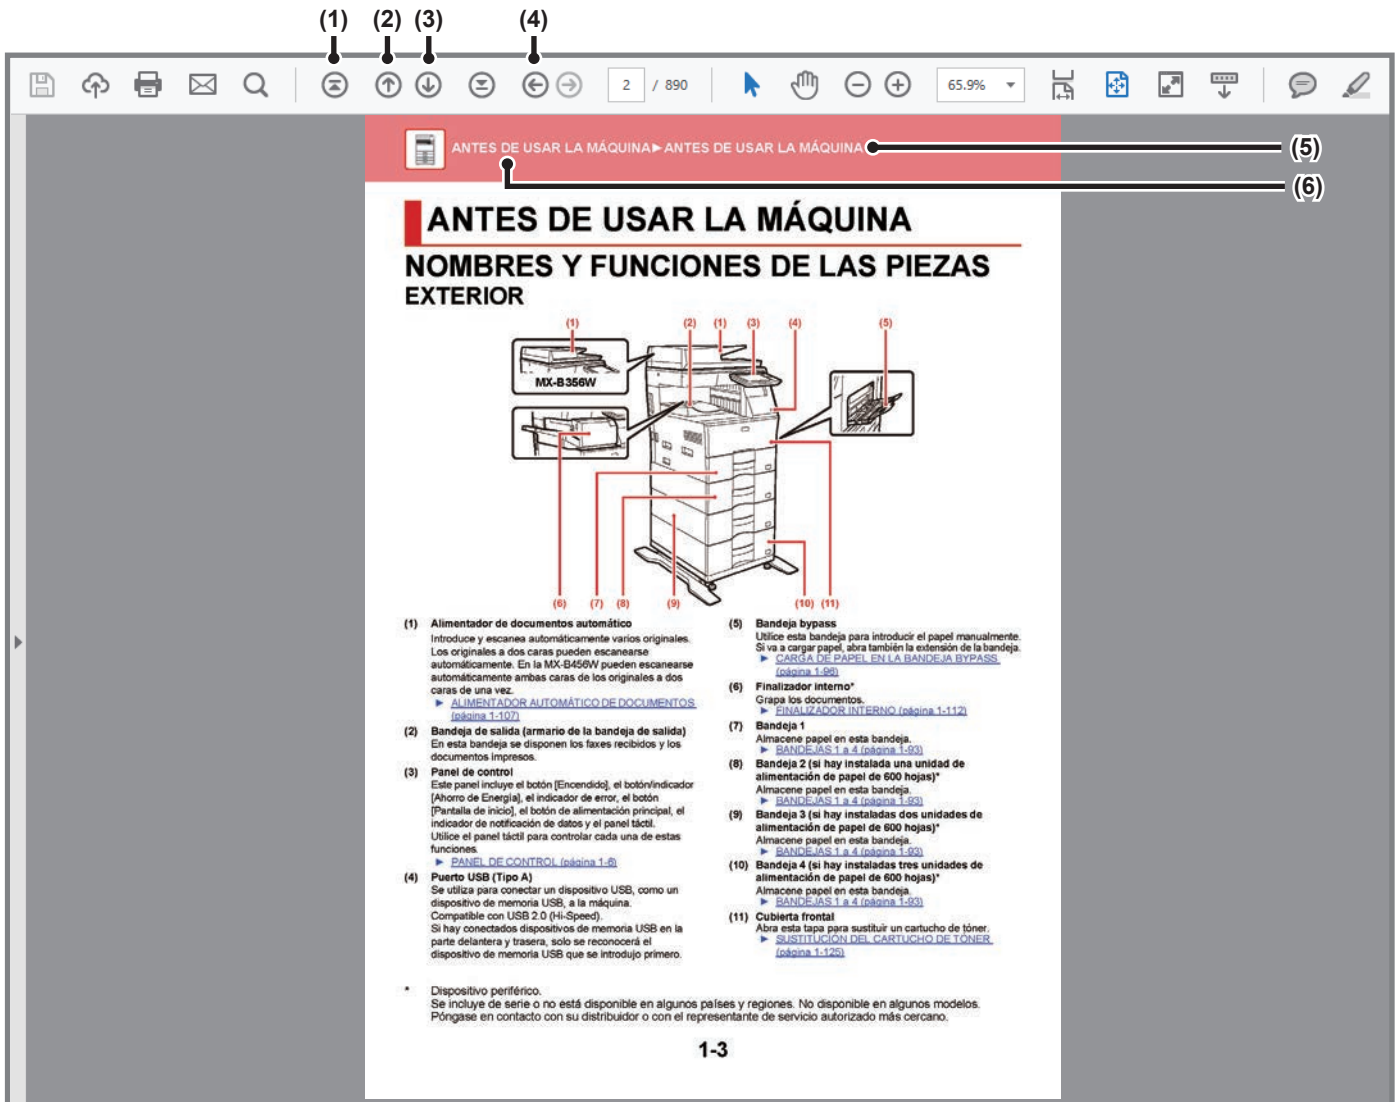 (1) (2) (3) (4)
2 / 890 65.9%
ANTES DE USAR LA MÁQUINA►ANTES DE USAR LA MÁQUINA
(5)
(6)
ANTES DE USAR LA MÁQUINA
NOMBRES Y FUNCIONES DE LAS PIEZAS
EXTERIOR
(1) (2) (1) (3) (4) (5)
MX-B356W
(6) (7) (8) (9) (10) (11)
(1) Alimentador de documentos automático
Introduce y escanea automáticamente varios originales.
Los originales a dos caras pueden escanearse
automáticamente. En la MX-B456W pueden escanearse
automáticamente ambas caras de los originales a dos
caras de una vez.
► ALIMENTADOR AUTOMÁTICO DE DOCUMENTOS
(página 1-107)
(2) Bandeja de salida (armario de la bandeja de salida)
En esta bandeja se disponen los faxes recibidos y los
documentos impresos.
(3) Panel de control
Este panel incluye el botón [Encendido], el botón/indicador
[Ahorro de Energía], el indicador de error, el botón
[Pantalla de inicio], el botón de alimentación principal, el
indicador de notificación de datos y el panel táctil.
Utilice el panel táctil para controlar cada una de estas
funciones.
► PANEL DE CONTROL (página 1-6)
(4) Puerto USB (Tipo A)
Se utiliza para conectar un dispositivo USB, como un
dispositivo de memoria USB, a la máquina.
Compatible con USB 2.0 (Hi-Speed).
Si hay conectados dispositivos de memoria USB en la
parte delantera y trasera, solo se reconocerá el
dispositivo de memoria USB que se introdujo primero.
(5) Bandeja bypass
Utilice esta bandeja para introducir el papel manualmente.
Si va a cargar papel, abra también la extensión de la bandeja.
► CARGA DE PAPEL EN LA BANDEJA BYPASS
(página 1-96)
(6) Finalizador interno*
Grapa los documentos.
► FINALIZADOR INTERNO (página 1-112)
(7) Bandeja 1
Almacene papel en esta bandeja.
► BANDEJAS 1 a 4 (página 1-93)
(8) Bandeja 2 (si hay instalada una unidad de
alimentación de papel de 600 hojas)*
Almacene papel en esta bandeja.
► BANDEJAS 1 a 4 (página 1-93)
(9) Bandeja 3 (si hay instaladas dos unidades de
alimentación de papel de 600 hojas)*
Almacene papel en esta bandeja.
► BANDEJAS 1 a 4 (página 1-93)
(10) Bandeja 4 (si hay instaladas tres unidades de
alimentación de papel de 600 hojas)*
Almacene papel en esta bandeja.
► BANDEJAS 1 a 4 (página 1-93)
(11) Cubierta frontal
Abra esta tapa para sustituir un cartucho de tóner.
► SUSTITUCIÓN DEL CARTUCHO DE TÓNER
(página 1-125)
* Dispositivo periférico.
Se incluye de serie o no está disponible en algunos países y regiones. No disponible en algunos modelos.
Póngase en contacto con su distribuidor o con el representante de servicio autorizado más cercano.
1-3